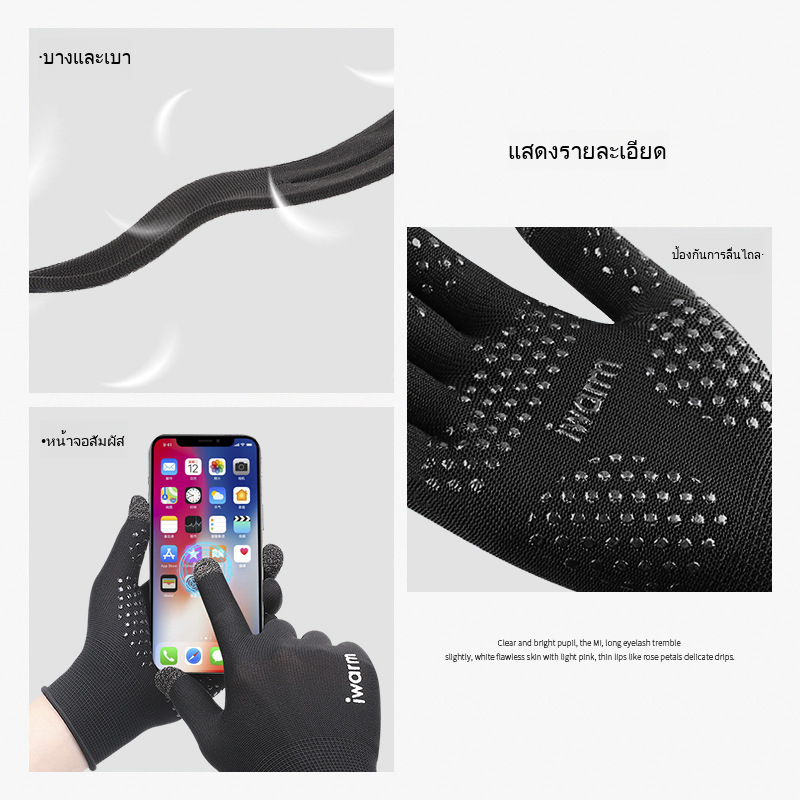 ·บางและเบา
แสดงรายละเอียด
ป้องกันการลื่นไถล·
iwarm
•หน้าจอสัมผัส
iwarm
Clear and bright pupil, the MI, long eyelash tremble
slightly, white flawless skin with light pink, thin lips like rose petals delicate drips.